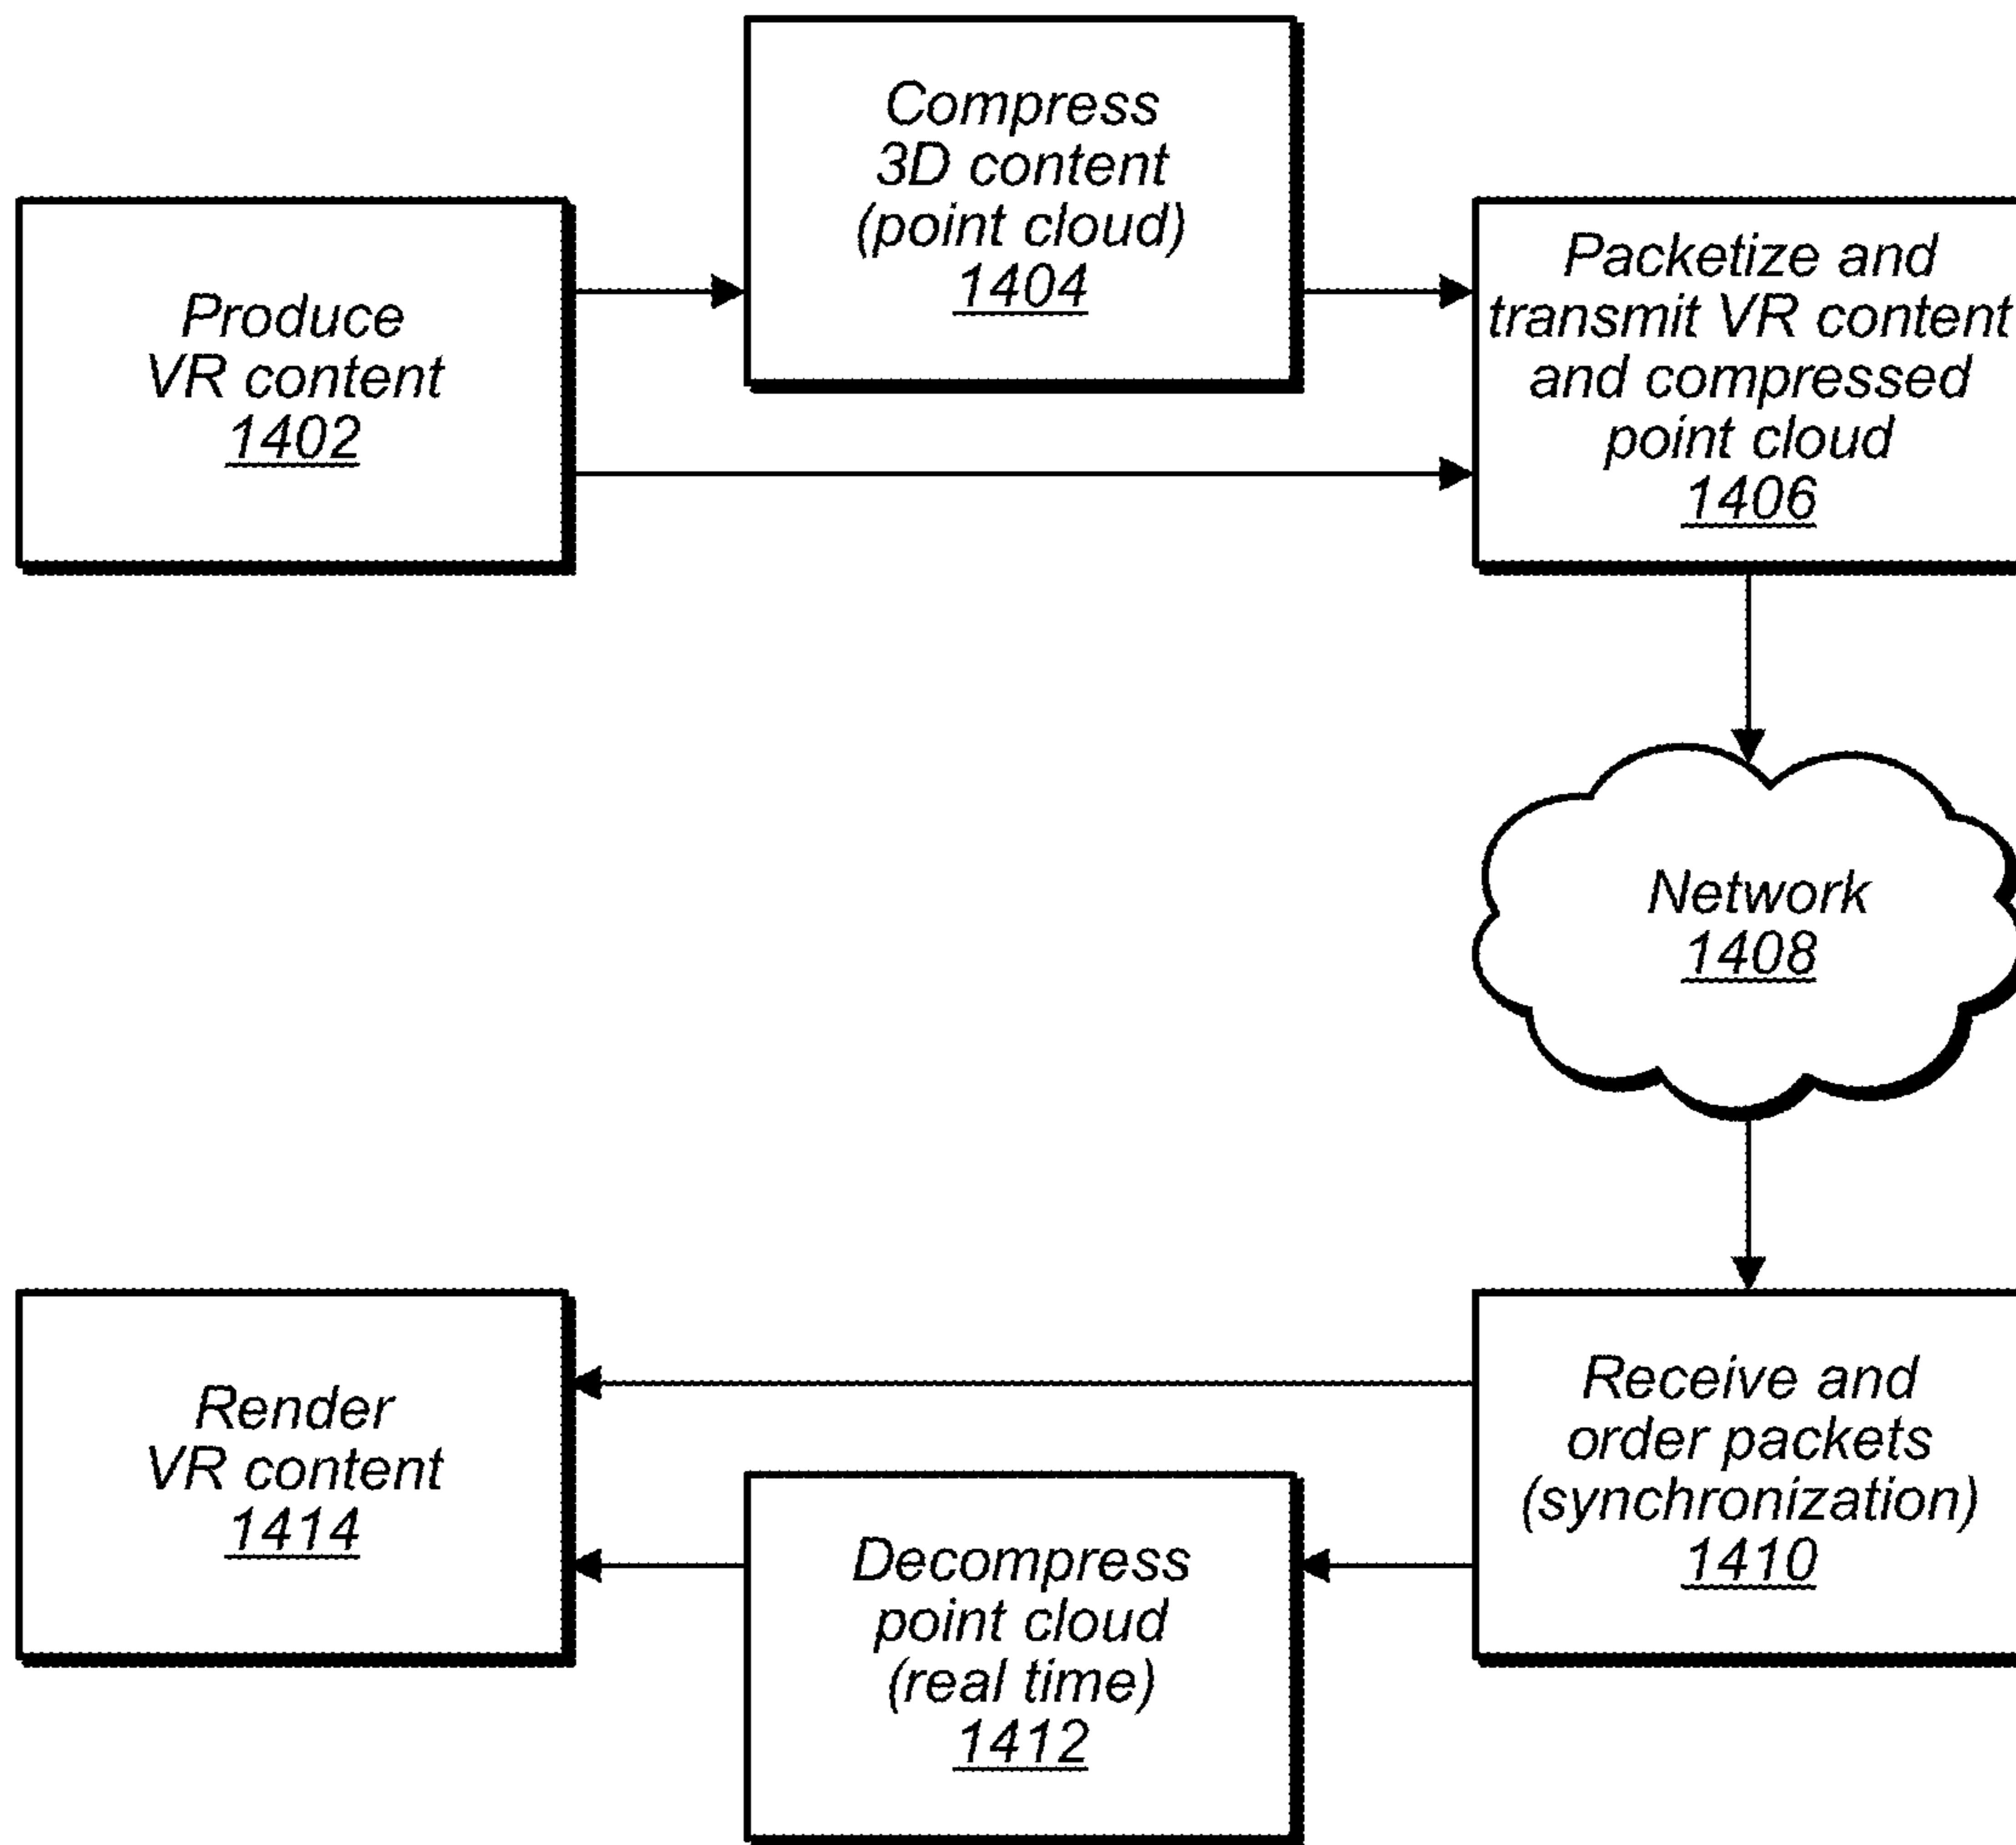 Compress
3D content
(point cloud)
1404
Produce
VR content
1402
Packetize and
transmit VR content
and compressed
point cloud
1406
Network
1408
Receive and
order packets
(synchronization)
1410
Render
VR content
1414
Decompress
point cloud
(real time)
1412